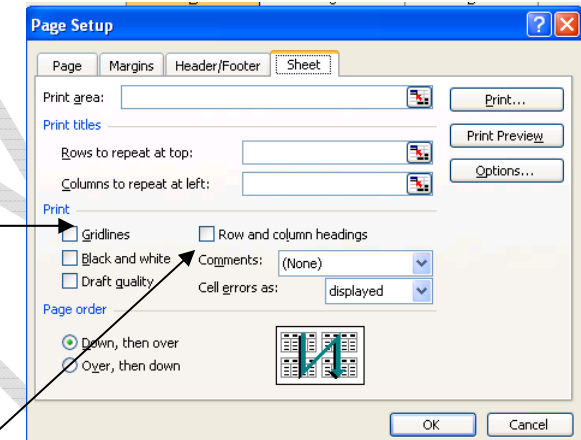 Page Setup
Page Margins Header/Footer Sheet
Print area:
Print...
Print titles
Print Preview
Rows to repeat at top:
Options...
Columns to repeat at left:
Print
Gridlines Row and column headings
Black and white Comments: (None)
Draft quality Cell errors as: displayed
Page order
Down, then over
Over, then down
OK Cancel